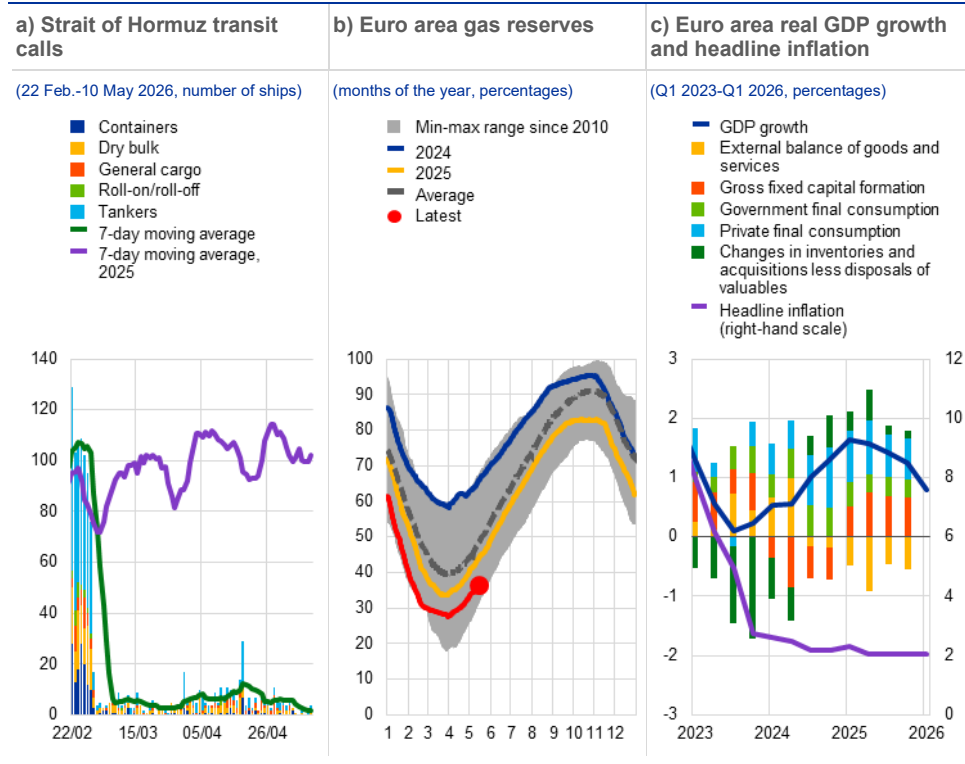 a) Strait of Hormuz transit
calls
(22 Feb.-10 May 2026, number of ships)
Containers
Dry bulk
General cargo
Roll-on/roll-off
Tankers
7-day moving average
7-day moving average,
2025
140
120
100
80
60
40
20
0
22/02 15/03 05/04 26/04
b) Euro area gas reserves
(months of the year, percentages)
Min-max range since 2010
2024
2025
Average
Latest
100
90
80
70
60
50
40
30
20
10
0
1 2 3 4 5 6 7 8 9 10 11 12
c) Euro area real GDP growth
and headline inflation
(Q1 2023-Q1 2026, percentages)
GDP growth
External balance of goods and
services
Gross fixed capital formation
Government final consumption
Private final consumption
Changes in inventories and
acquisitions less disposals of
valuables
Headline inflation
(right-hand scale)
3
2
1
0
-1
-2
-3
12
10
8
6
4
2
0
2023 2024 2025 2026